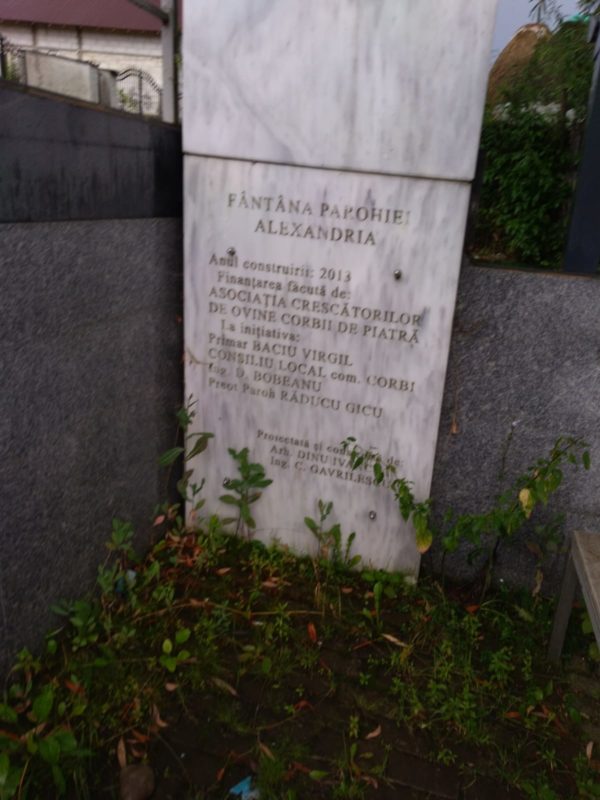 FÂNTÂNA PAROHIEI
ALEXANDRIA
Anul construirii: 2013
Finanțarea făcută de:
ASOCIAȚIA CRESCĂTORILOR
DE OVINE CORBII DE PIATRĂ
La inițiativa:
Primar BACIU VIRGIL
CONSILIU LOCAL com. CORBI
Ing. D. BOBEANU
Preot Paroh RĂDUCU GICU
Proiectată și de:
Arh. DINU
Ing. C. GAVRILESCU